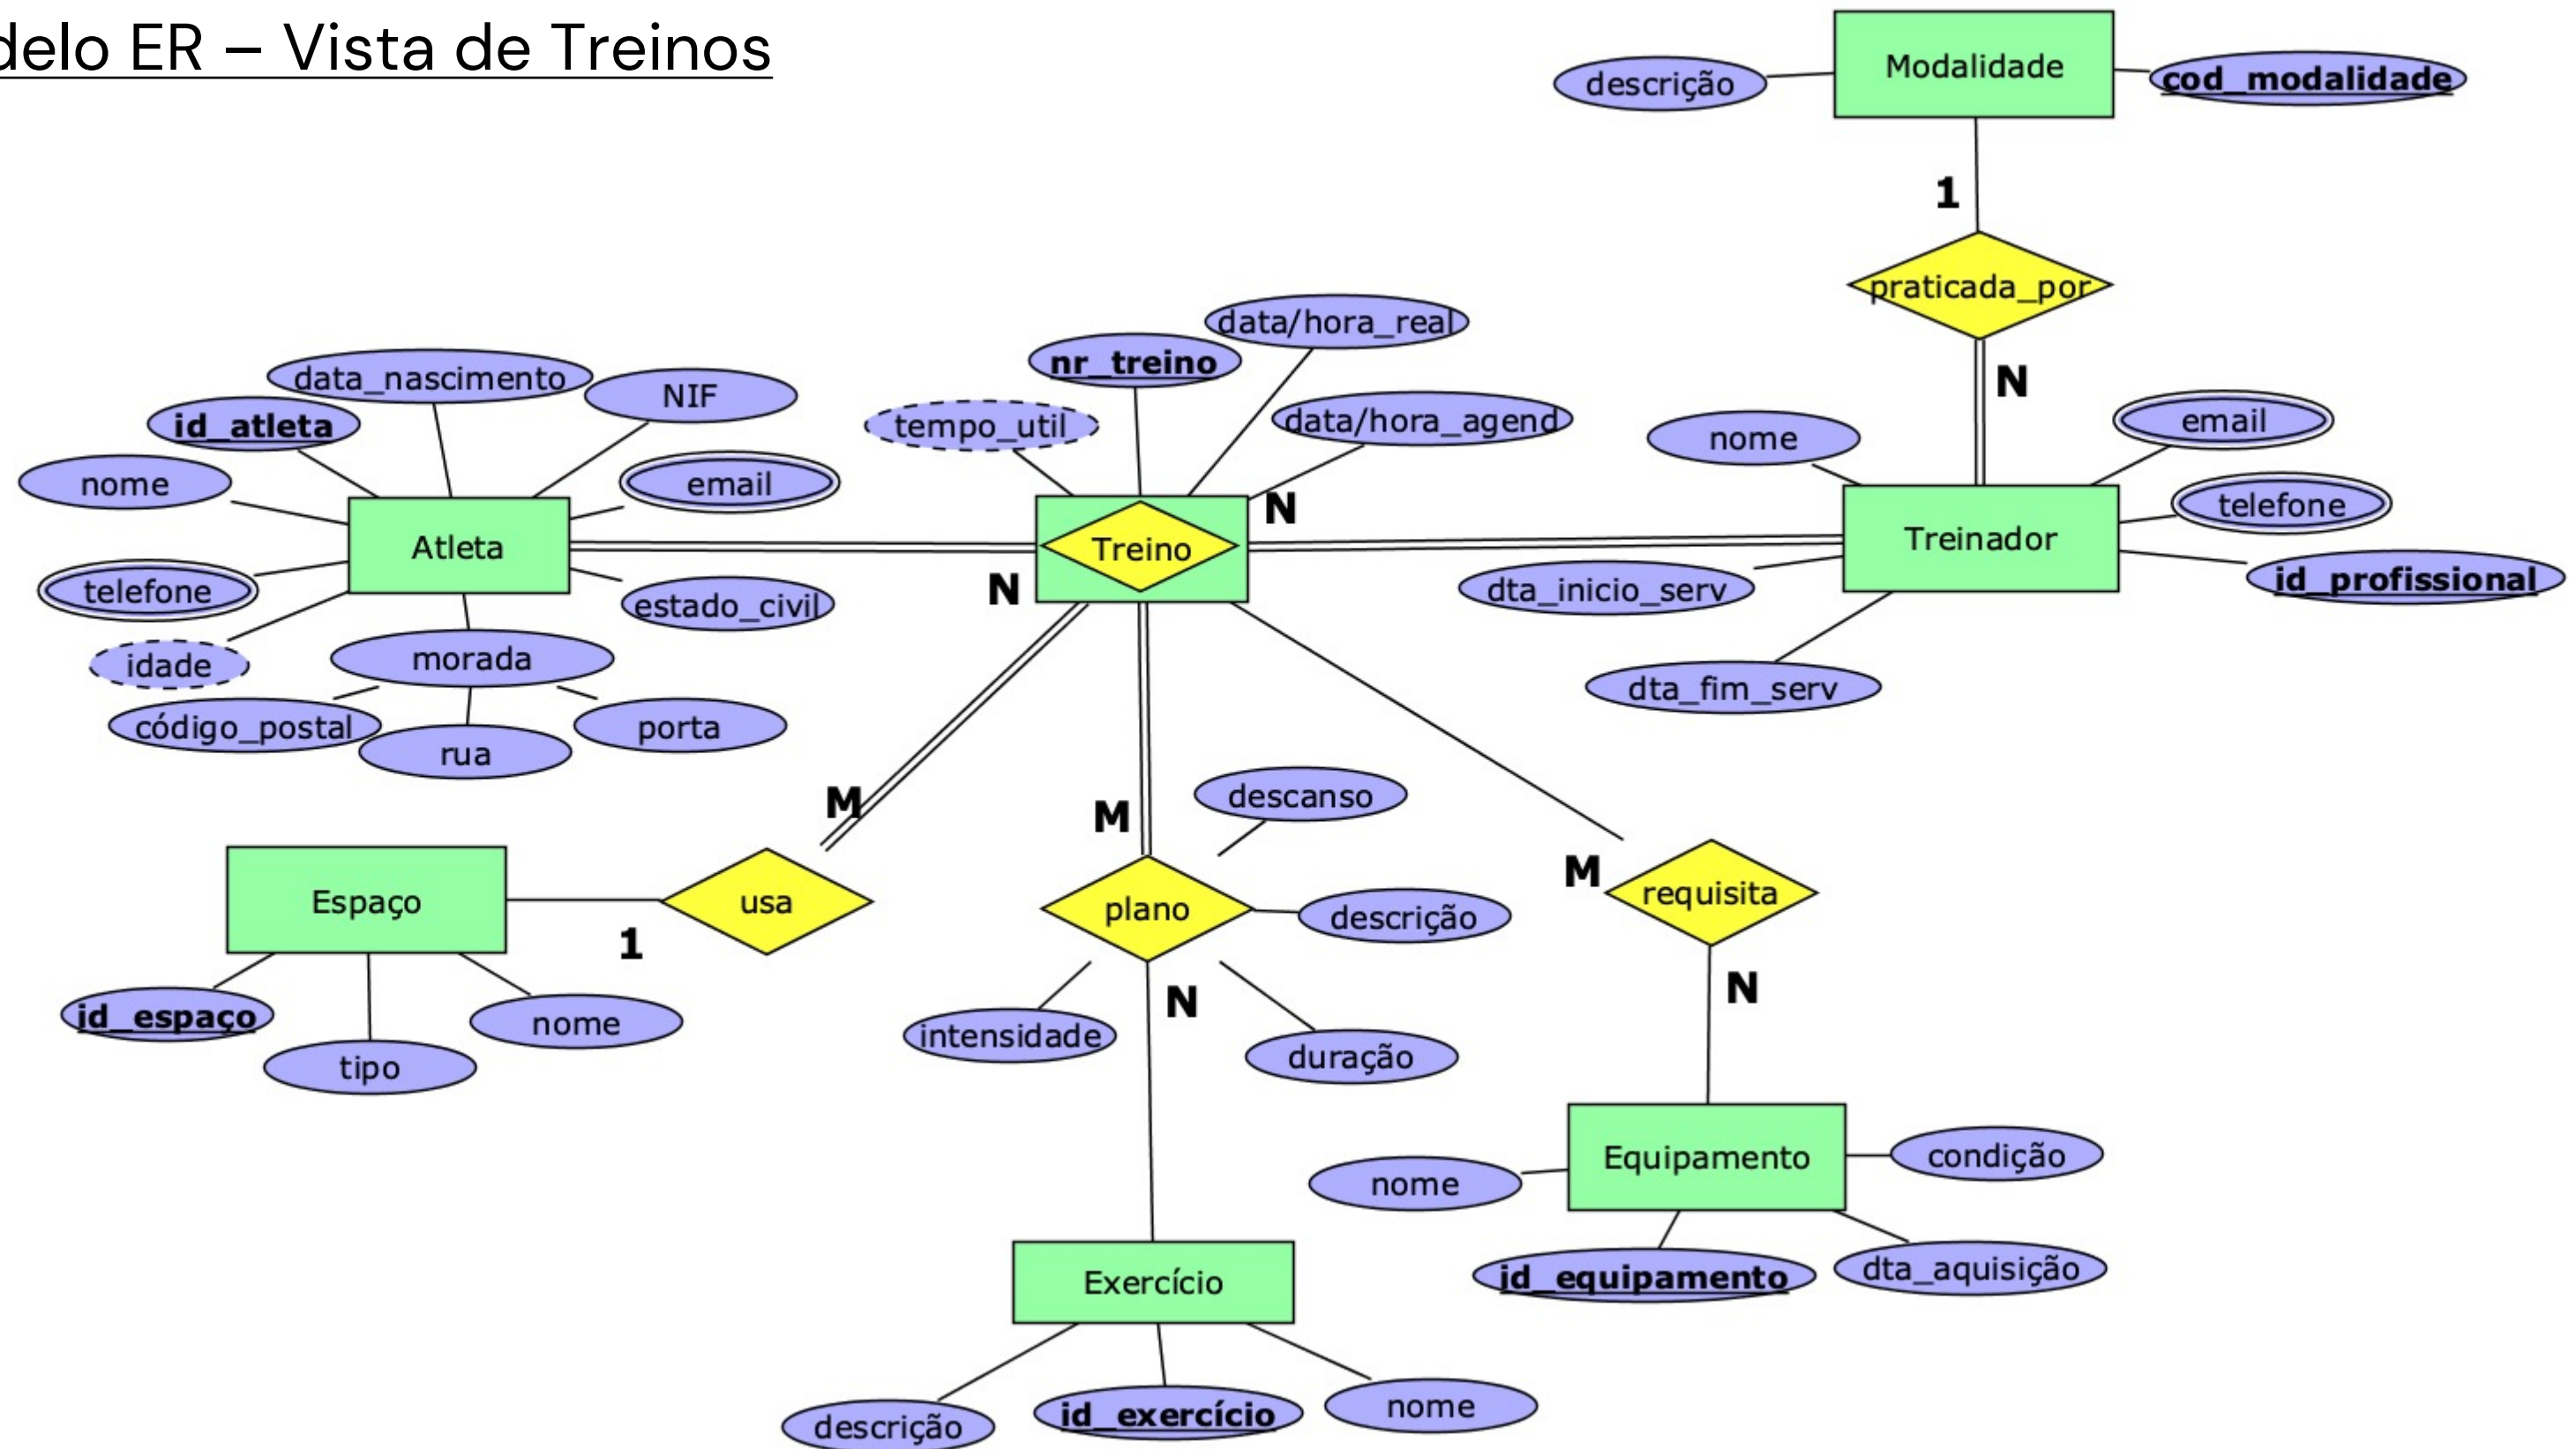 delo ER – Vista de Treinos
Modalidade
descrição
cod_modalidade
1
praticada_por
N
data/hora_real
nr_treino
data_nascimento
NIF
data/hora_agend
tempo_util
id_atleta
nome
email
nome
email
telefone
N
Atleta
Treino
Treinador
telefone
N
estado_civil
dta_inicio_serv
id_profissional
idade
morada
dta_fim_serv
código_postal
rua
porta
M
M
descanso
Espaço
usa
plano
M
requisita
descrição
1
N
N
id_espaço
nome
tipo
intensidade
duração
Equipamento
condição
nome
id_equipamento
dta_aquisição
Exercício
descrição
id_exercício
nome